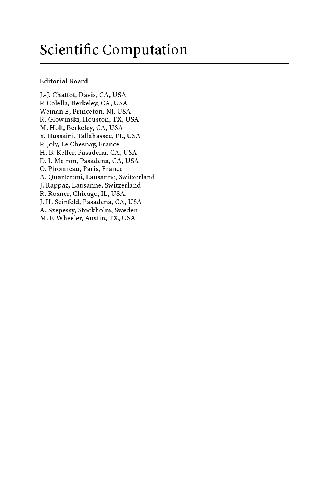 Scientific Computation
Editorial Board
J.-J. Chattot, Davis, CA, USA
P. Colella, Berkeley, CA, USA
Weinan E, Princeton, NJ, USA
R. Glowinski, Houston, TX, USA
M. Holt, Berkeley, CA, USA
Y. Hussaini, Tallahassee, FL, USA
P. Joly, Le Chesnay, France
H. B. Keller, Pasadena, CA, USA
D. I. Meiron, Pasadena, CA, USA
O. Pironneau, Paris, France
A. Quarteroni, Lausanne, Switzerland
J. Rappaz, Lausanne, Switzerland
R. Rosner, Chicago, IL, USA
J. H. Seinfeld, Pasadena, CA, USA
A. Szepessy, Stockholm, Sweden
M. F. Wheeler, Austin, TX, USA